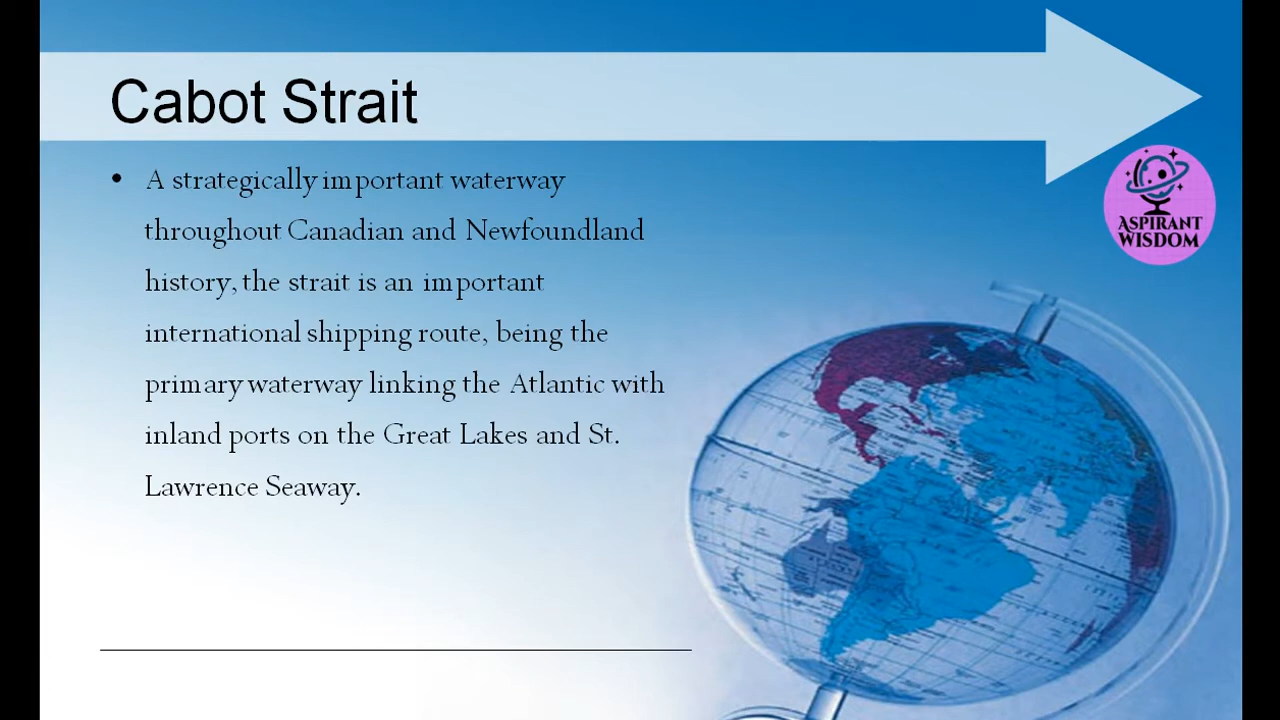 Cabot Strait
• A strategically important waterway
throughout Canadian and Newfoundland
history, the strait is an important
international shipping route, being the
primary waterway linking the Atlantic with
inland ports on the Great Lakes and St.
Lawrence Seaway.
ASPIRANT
WISDOM